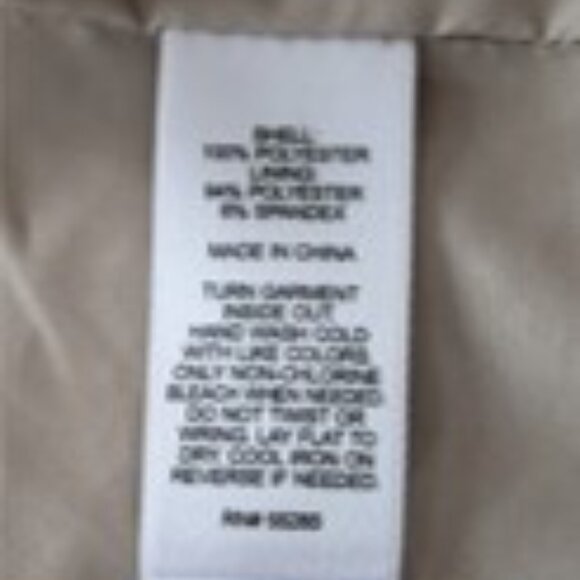 SHELL:
100% POLYESTER
LINING:
94% POLYESTER
6% SPANDEX
MADE IN CHINA
TURN GARMENT
INSIDE OUT.
HAND WASH COLD
WITH LIKE COLORS.
ONLY NON-CHLORINE
BLEACH WHEN NEEDED.
DO NOT TWIST OR
WRING. LAY FLAT TO
DRY. COOL IRON ON
REVERSE IF NEEDED.
RN#